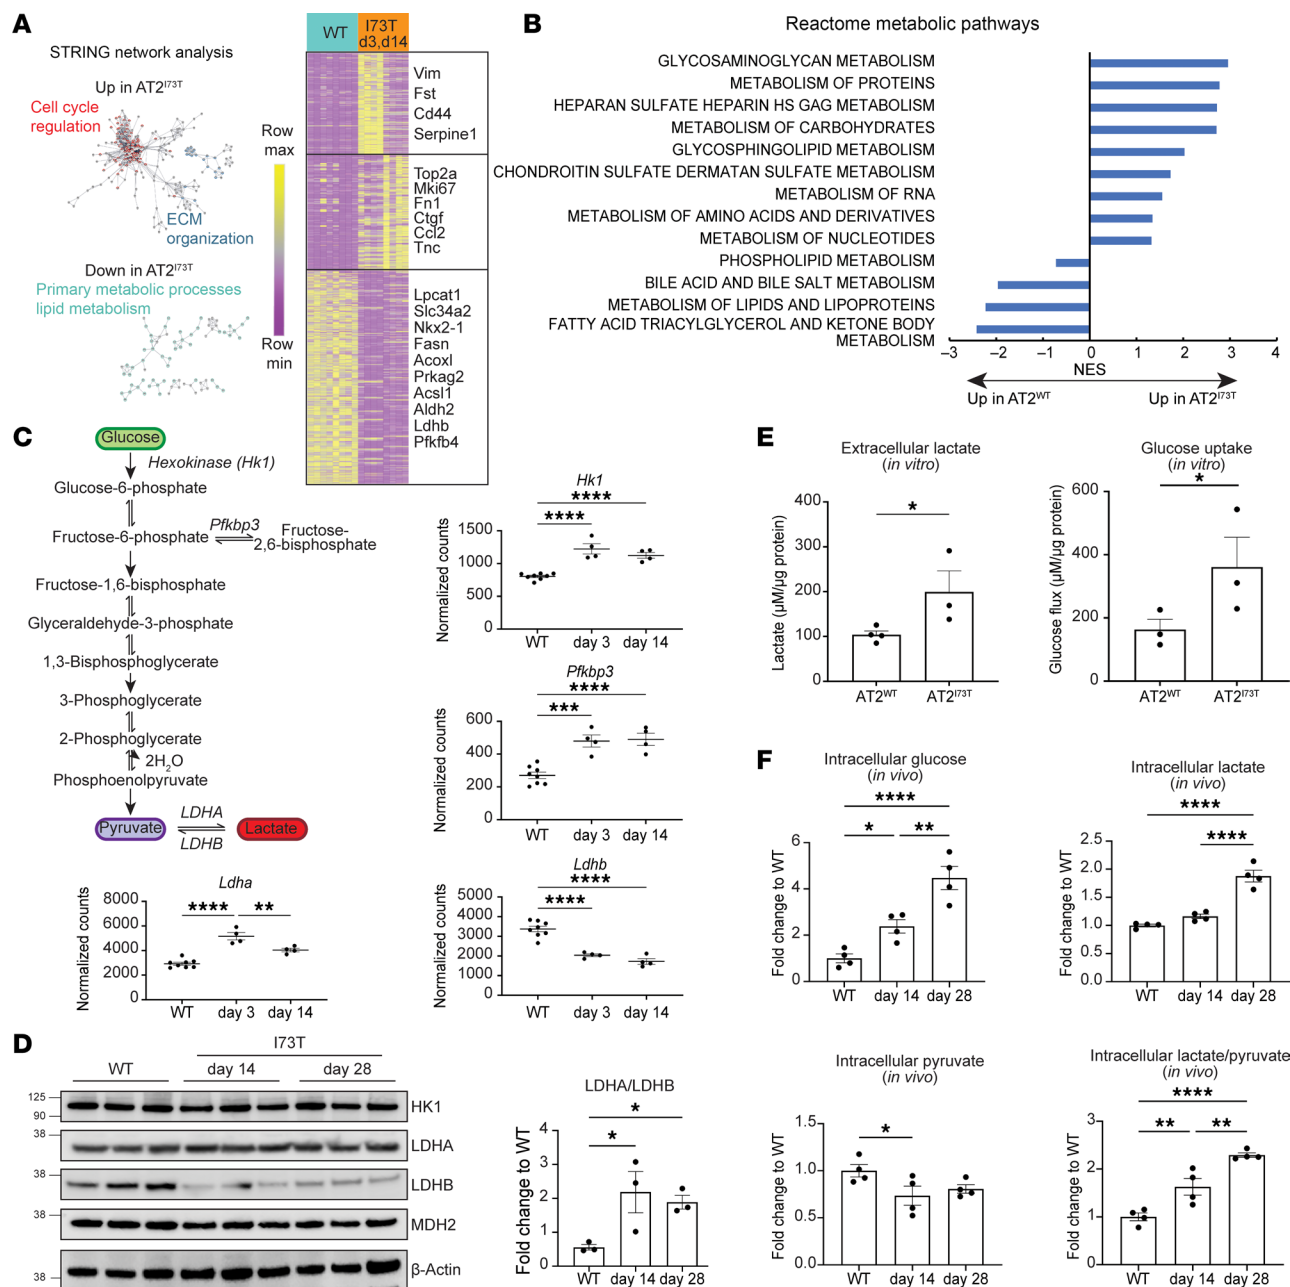 A
STRING network analysis
Up in AT2I73T
Cell cycle
regulation
ECM
organization
Down in AT2I73T
Primary metabolic processes
lipid metabolism
Row
max
Row
min
WT
I73T
d3,d14
Vim
Fst
Cd44
Serpine1
Top2a
Mki67
Fn1
Ctgf
Ccl2
Tnc
Lpcat1
Slc34a2
Nkx2-1
Fasn
Acoxl
Prkag2
Acsl1
Aldh2
Ldhb
Pfkfb4
B
Reactome metabolic pathways
GLYCOSAMINOGLYCAN METABOLISM
METABOLISM OF PROTEINS
HEPARAN SULFATE HEPARIN HS GAG METABOLISM
METABOLISM OF CARBOHYDRATES
GLYCOSPHINGOLIPID METABOLISM
CHONDROITIN SULFATE DERMATAN SULFATE METABOLISM
METABOLISM OF RNA
METABOLISM OF AMINO ACIDS AND DERIVATIVES
METABOLISM OF NUCLEOTIDES
PHOSPHOLIPID METABOLISM
BILE ACID AND BILE SALT METABOLISM
METABOLISM OF LIPIDS AND LIPOPROTEINS
FATTY ACID TRIACYLGLYCEROL AND KETONE BODY
METABOLISM
−3 −2 −1 0 1 2 3 4
NES
Up in AT2WT
Up in AT2I73T
C
Glucose
Hexokinase (Hk1)
Glucose-6-phosphate
Fructose-6-phosphate
Pfkbp3
Fructose-
2,6-bisphosphate
Fructose-1,6-bisphosphate
Glyceraldehyde-3-phosphate
1,3-Bisphosphoglycerate
3-Phosphoglycerate
2-Phosphoglycerate
2H2O
Phosphoenolpyruvate
Pyruvate
LDHA
LDHB
Lactate
Hk1
****
****
Normalized counts
1500
1000
500
0
WT day 3 day 14
Pfkbp3
****
***
Normalized counts
600
400
200
0
WT day 3 day 14
Ldha
**** **
Normalized counts
8000
6000
4000
2000
0
WT day 3 day 14
Ldhb
****
****
Normalized counts
5000
4000
3000
2000
1000
0
WT day 3 day 14
D
I73T
WT day 14 day 28
125
90
HK1
38
LDHA
38
LDHB
38
MDH2
38
β-Actin
LDHA/LDHB
*
*
Fold change to WT
4
2
1
0
WT day 14 day 28
E
Extracellular lactate
(in vitro)
*
Lactate (µM/µg protein)
400
300
200
100
0
AT2WT AT2I73T
Glucose uptake
(in vitro)
*
Glucose flux (µM/µg protein)
600
400
200
0
AT2WT AT2I73T
F
Intracellular glucose
(in vivo)
****
* **
Fold change to WT
6
4
2
0
WT day 14 day 28
Intracellular lactate
(in vivo)
****
****
Fold change to WT
2.5
2.0
1.5
1.0
0.5
0.0
WT day 14 day 28
Intracellular pyruvate
(in vivo)
*
Fold change to WT
1.5
1.0
0.5
0.0
WT day 14 day 28
Intracellular lactate/pyruvate
(in vivo)
****
** **
Fold change to WT
3
2
1
0
WT day 14 day 28